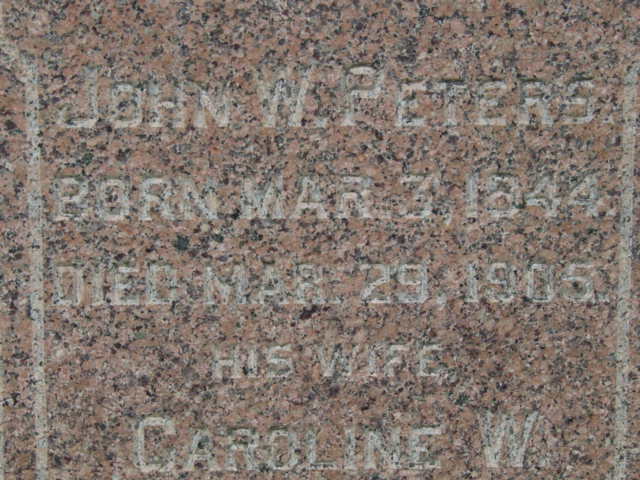 JOHN W. PETERS.
BORN MAR. 3, 1844.
DIED MAR. 29, 1905.
HIS WIFE
CAROLINE W.